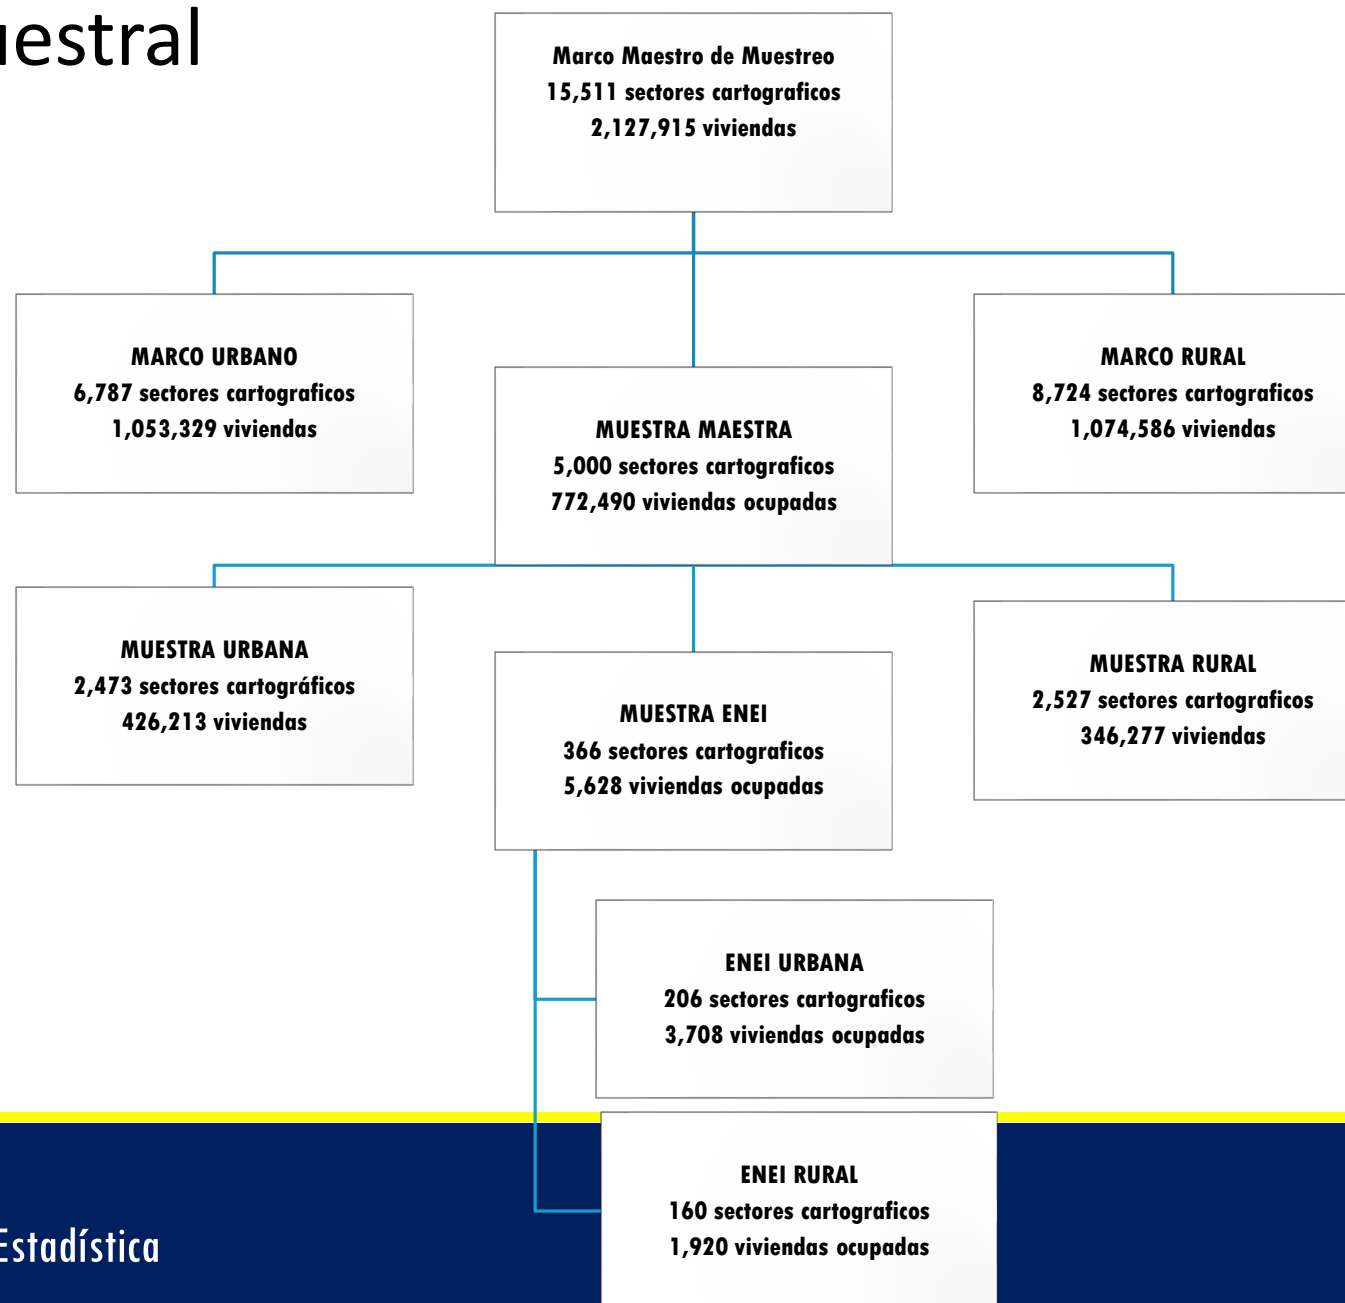 uestral
Marco Maestro de Muestreo
15,511 sectores cartograficos
2,127,915 viviendas
MARCO URBANO
6,787 sectores cartograficos
1,053,329 viviendas
MARCO RURAL
8,724 sectores cartograficos
1,074,586 viviendas
MUESTRA MAESTRA
5,000 sectores cartograficos
772,490 viviendas ocupadas
MUESTRA URBANA
2,473 sectores cartográficos
426,213 viviendas
MUESTRA ENEI
366 sectores cartograficos
5,628 viviendas ocupadas
MUESTRA RURAL
2,527 sectores cartograficos
346,277 viviendas
ENEI URBANA
206 sectores cartograficos
3,708 viviendas ocupadas
ENEI RURAL
160 sectores cartograficos
1,920 viviendas ocupadas
Estadística